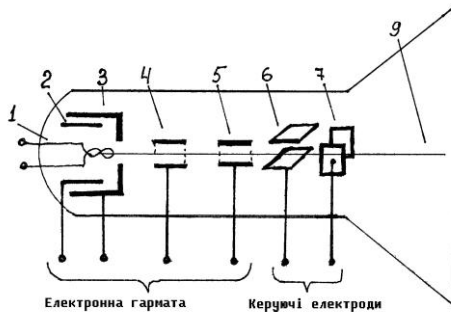 1 2 3 4 5 6 7 9
Електронна гармата
Керуючі електроди